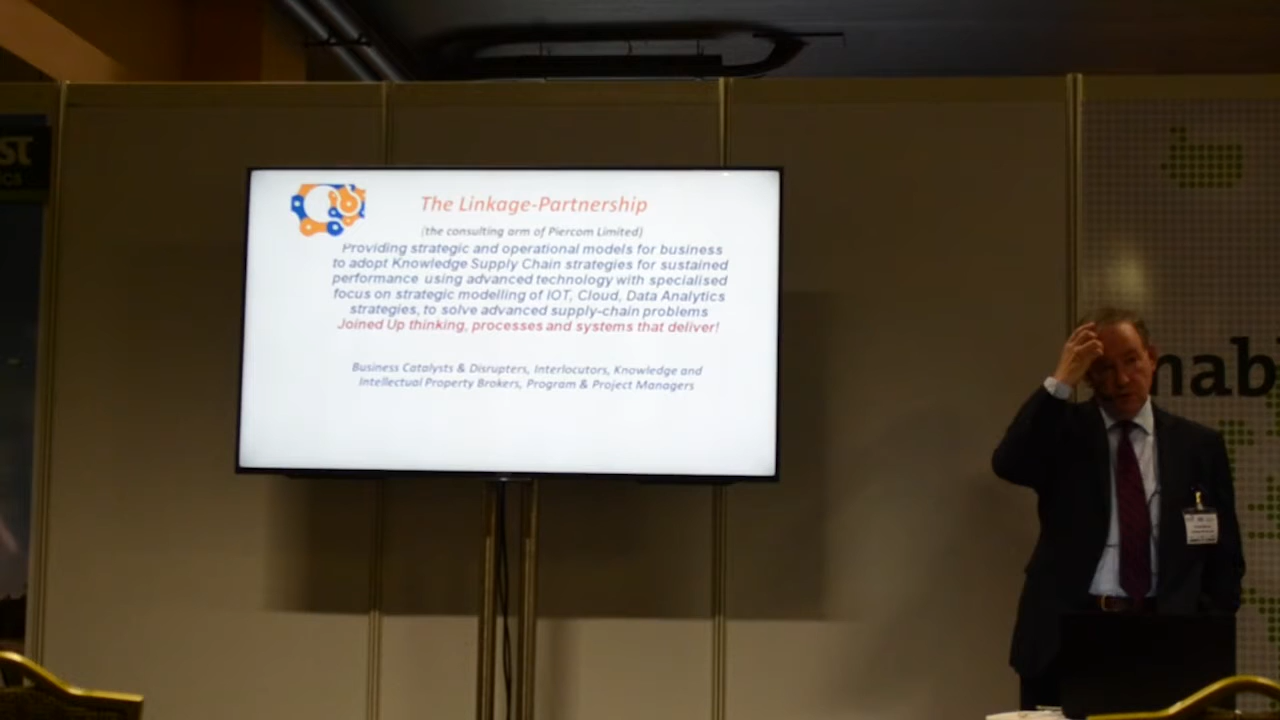 ST
The Linkage-Partnership
(the consulting arm of Piercom Limited)
Providing strategic and operational models for business
to adopt Knowledge Supply Chain strategies for sustained
performance using advanced technology with specialised
focus on strategic modelling of IOT, Cloud, Data Analytics
strategies, to solve advanced supply-chain problems
Joined Up thinking, processes and systems that deliver!
Business Catalysts & Disrupters, Interlocutors, Knowledge and
Intellectual Property Brokers, Program & Project Managers
nabl